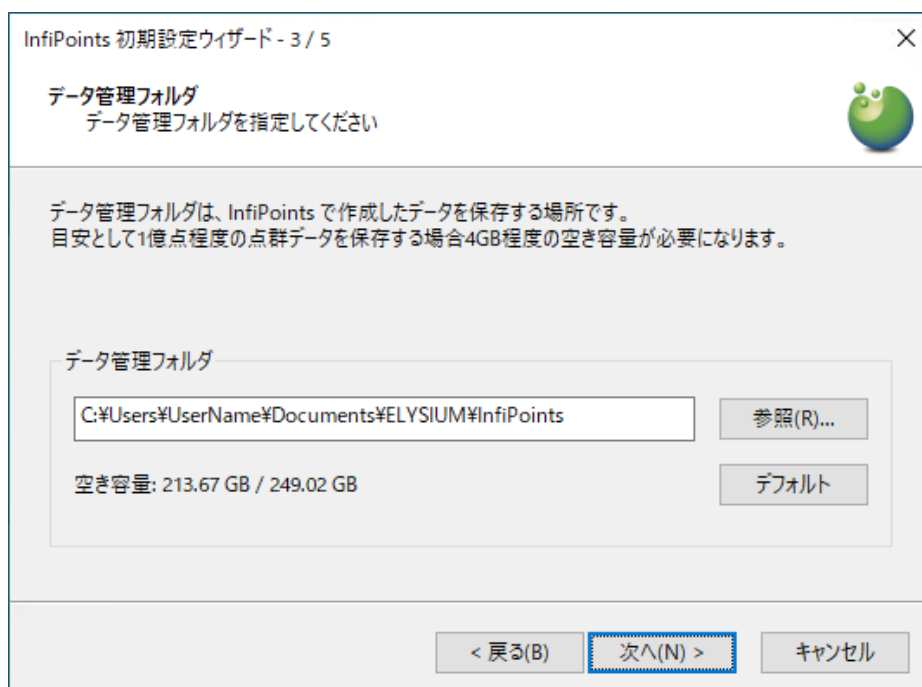 InfiPoints 初期設定ウィザード - 3 / 5
データ管理フォルダ
データ管理フォルダを指定してください
データ管理フォルダは、InfiPoints で作成したデータを保存する場所です。
目安として1億点程度の点群データを保存する場合4GB程度の空き容量が必要になります。
データ管理フォルダ
C:¥Users¥UserName¥Documents¥ELYSIUM¥InfiPoints
参照(R)...
空き容量: 213.67 GB / 249.02 GB
デフォルト
< 戻る(B)
次へ(N) >
キャンセル